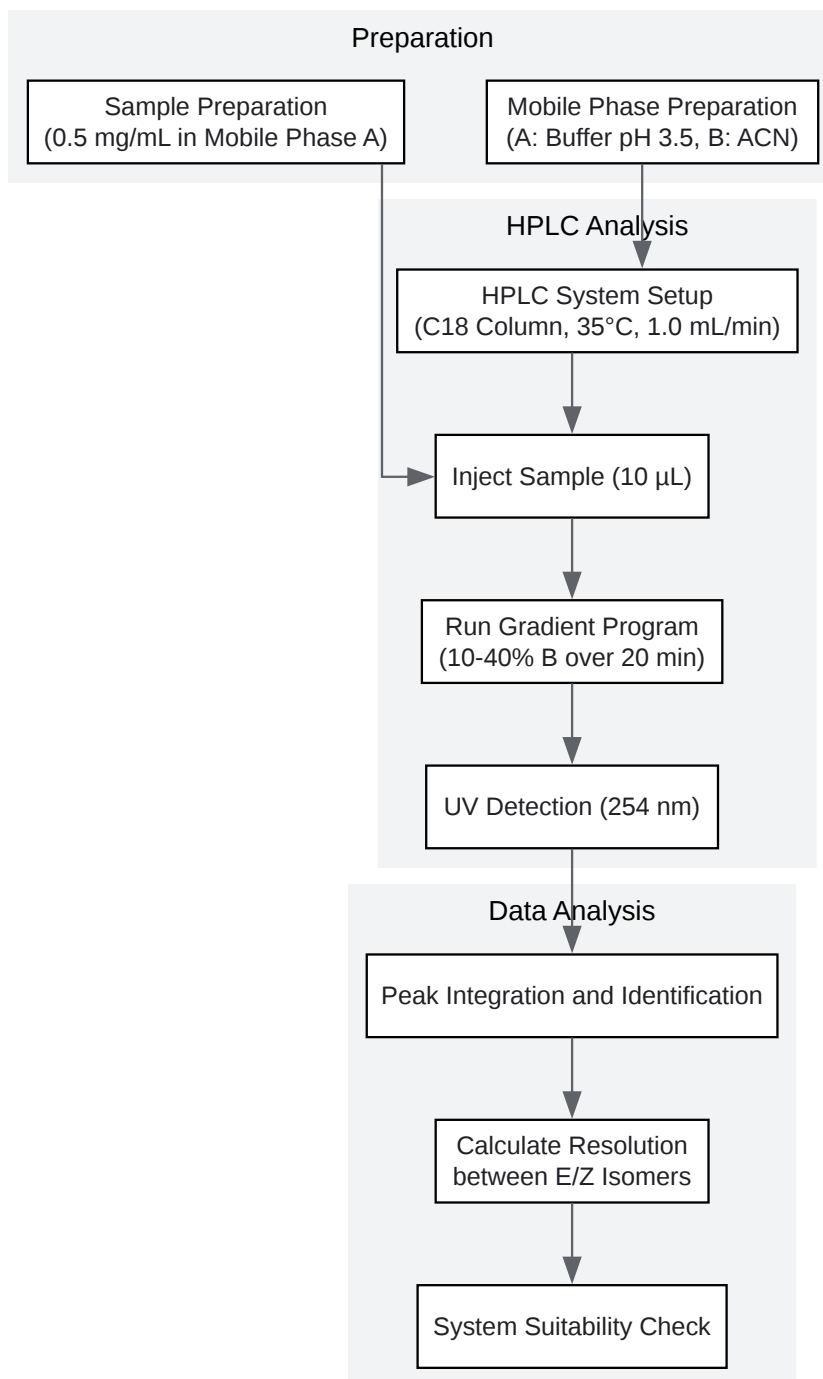 Preparation
Sample Preparation
(0.5 mg/mL in Mobile Phase A)
Mobile Phase Preparation
(A: Buffer pH 3.5, B: ACN)
HPLC Analysis
HPLC System Setup
(C18 Column, 35°C, 1.0 mL/min)
Inject Sample (10 µL)
Run Gradient Program
(10-40% B over 20 min)
UV Detection (254 nm)
Data Analysis
Peak Integration and Identification
Calculate Resolution
between E/Z Isomers
System Suitability Check